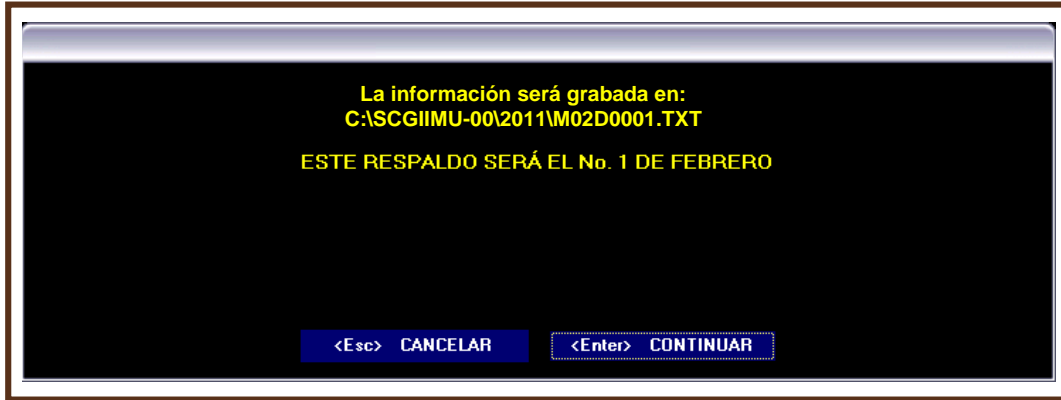 La información será grabada en:
C:\SCGIIMU-00\2011\M02D0001.TXT
ESTE RESPALDO SERÁ EL No. 1 DE FEBRERO
<Esc> CANCELAR <Enter> CONTINUAR